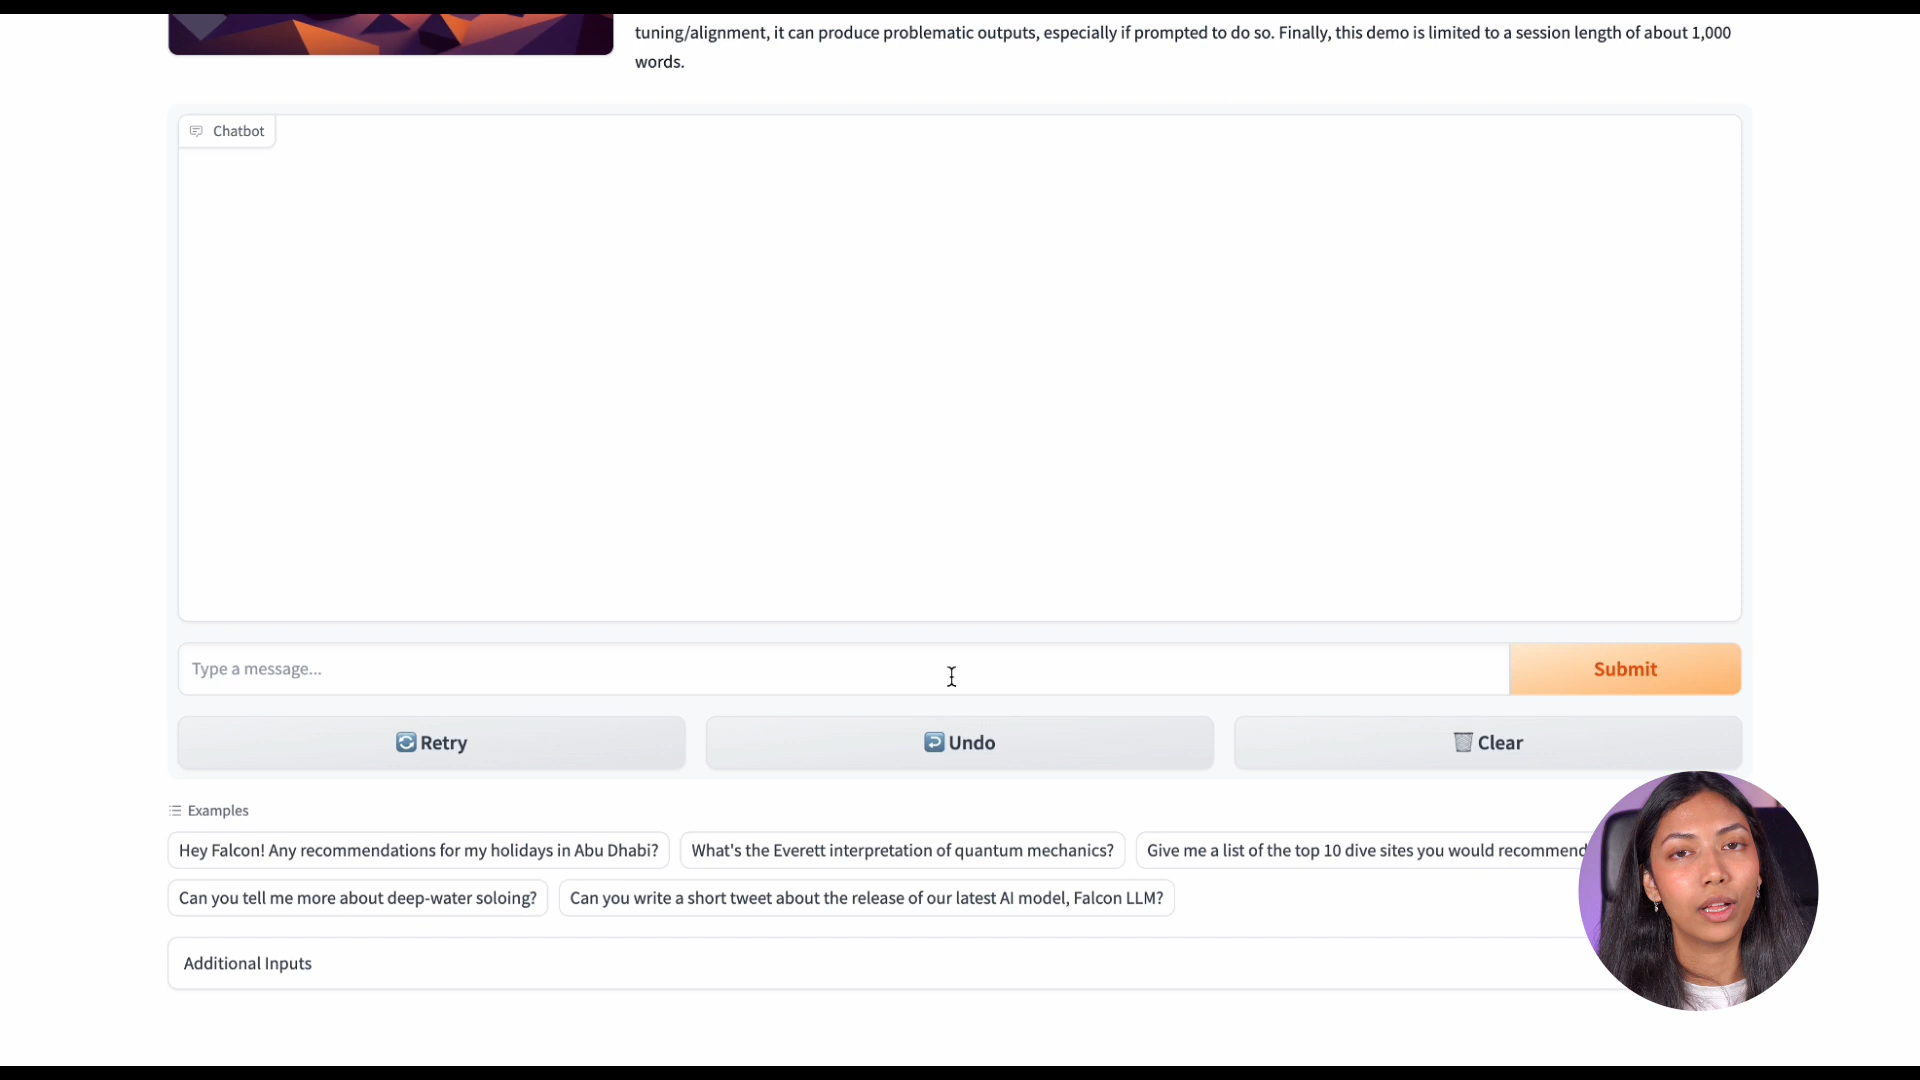 tuning/alignment, it can produce problematic outputs, especially if prompted to do so. Finally, this demo is limited to a session length of about 1,000
words.
Chatbot
Type a message...
Submit
Retry
Undo
Clear
Examples
Hey Falcon! Any recommendations for my holidays in Abu Dhabi?
What's the Everett interpretation of quantum mechanics?
Give me a list of the top 10 dive sites you would recommend
Can you tell me more about deep-water soloing?
Can you write a short tweet about the release of our latest AI model, Falcon LLM?
Additional Inputs